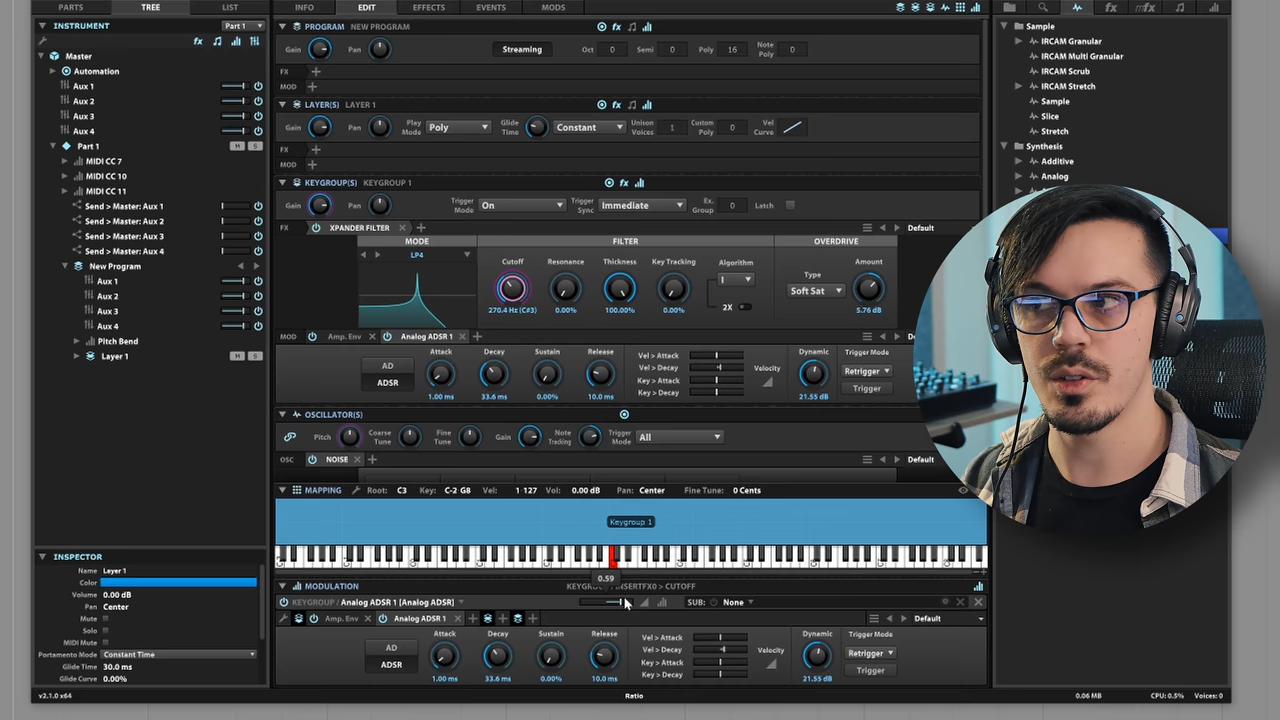 PARTS TREE LIST
INSTRUMENT Part 1
fx
Master
Automation
Aux 1
Aux 2
Aux 3
Aux 4
Part 1 M S
MIDI CC 7
MIDI CC 10
MIDI CC 11
Send > Master: Aux 1
Send > Master: Aux 2
Send > Master: Aux 3
Send > Master: Aux 4
New Program
Aux 1
Aux 2
Aux 3
Aux 4
Pitch Bend
Layer 1 M S
INSPECTOR
Name Layer 1
Color
Volume 0.00 dB
Pan Center
Mute
Solo
MIDI Mute
Portamento Mode Constant Time
Glide Time 30.0 ms
Glide Curve 0.00%
v2.1.0 x64
INFO EDIT EFFECTS EVENTS MODS
PROGRAM NEW PROGRAM fx
Gain Pan Streaming Oct 0 Semi 0 Poly 16 Note Poly 0
FX +
MOD +
LAYER(S) LAYER 1 fx
Gain Pan Play Mode Poly Glide Time Constant Unison Voices 1 Custom Poly 0 Vel Curve
FX +
MOD +
KEYGROUP(S) KEYGROUP 1 fx
Gain Pan Trigger Mode On Trigger Sync Immediate Ex. Group 0 Latch
FX XPANDER FILTER × + Default
MODE FILTER OVERDRIVE
LP4
Cutoff Resonance Thickness Key Tracking Algorithm Type Amount
I Soft Sat
2X
270.4 Hz (C#3) 0.00% 100.00% 0.00% 5.76 dB
MOD Amp. Env × Analog ADSR 1 × +
AD
ADSR
Attack Decay Sustain Release
1.00 ms 33.6 ms 0.00% 10.0 ms
Vel > Attack
Vel > Decay
Key > Attack
Key > Decay
Velocity
Dynamic
21.55 dB
Trigger Mode
Retrigger
Trigger
OSCILLATOR(S)
Pitch Coarse Tune Fine Tune Gain Note Tracking Trigger Mode All
OSC NOISE × + Default
MAPPING Root: C3 Key: C-2 G8 Vel: 1 127 Vol: 0.00 dB Pan: Center Fine Tune: 0 Cents
Keygroup 1
0.59
MODULATION
KEYGROUP / Analog ADSR 1 [Analog ADSR] SUB: None
Amp. Env × Analog ADSR 1 × + + + Default
AD
ADSR
Attack Decay Sustain Release
1.00 ms 33.6 ms 0.00% 10.0 ms
Vel > Attack
Vel > Decay
Key > Attack
Key > Decay
Velocity
Dynamic
21.55 dB
Trigger Mode
Retrigger
Trigger
Ratio
fx mfx
Sample
IRCAM Granular
IRCAM Multi Granular
IRCAM Scrub
IRCAM Stretch
Sample
Slice
Stretch
Synthesis
Additive
Analog
0.06 MB CPU: 0.5% Voices: 0